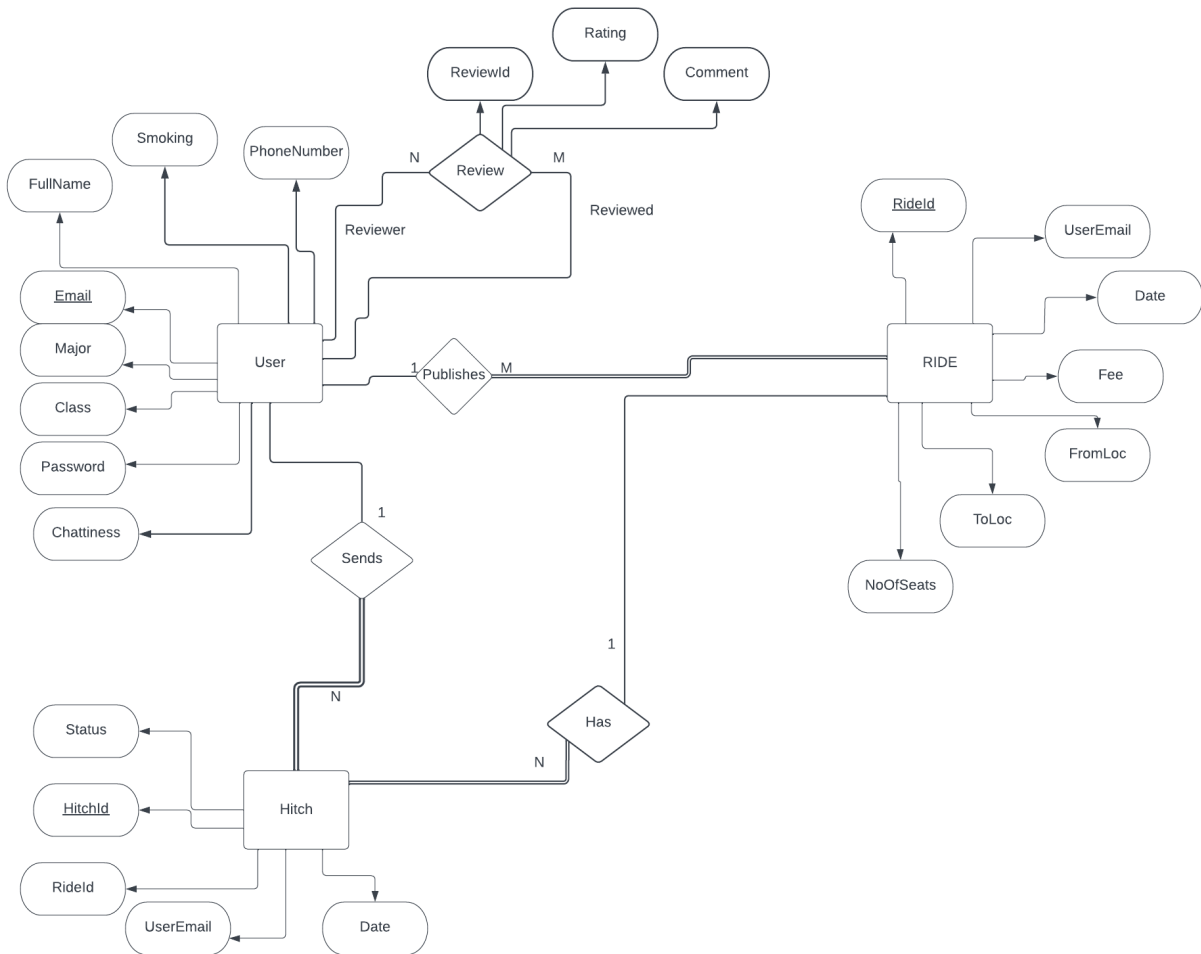 Rating
ReviewId
Comment
Smoking
PhoneNumber
N
M
Review
FullName
RideId
Reviewed
Reviewer
UserEmail
Email
Date
Major
User
RIDE
1
Publishes
M
Fee
Class
FromLoc
Password
1
ToLoc
Chattiness
Sends
NoOfSeats
1
N
Status
Has
N
HitchId
Hitch
RideId
UserEmail
Date